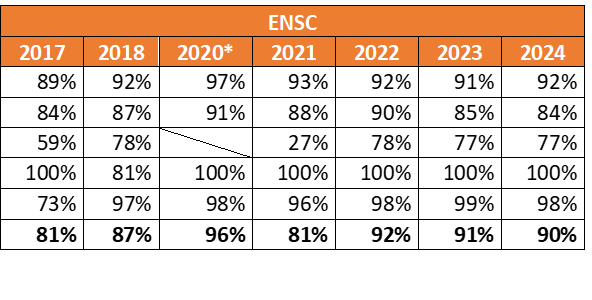 ENSC
2017 2018 2020* 2021 2022 2023 2024
89% 92% 97% 93% 92% 91% 92%
84% 87% 91% 88% 90% 85% 84%
59% 78% 27% 78% 77% 77%
100% 81% 100% 100% 100% 100% 100%
73% 97% 98% 96% 98% 99% 98%
81% 87% 96% 81% 92% 91% 90%